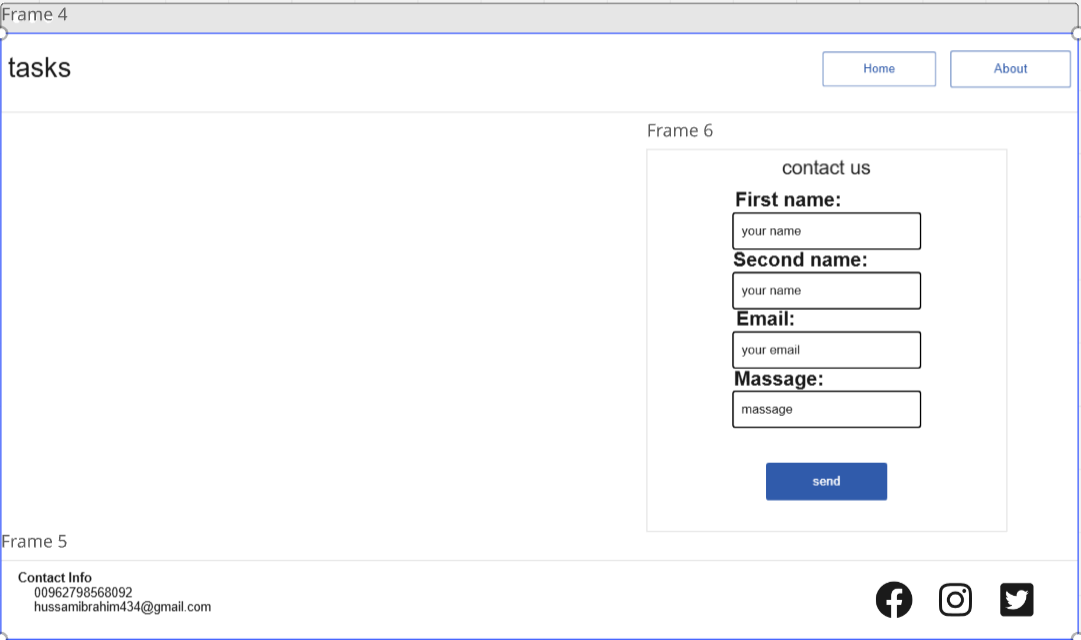 Frame 4
tasks
Home
About
Frame 6
contact us
First name:
your name
Second name:
your name
Email:
your email
Massage:
massage
send
Frame 5
Contact Info
00962798568092
hussamibrahim434@gmail.com